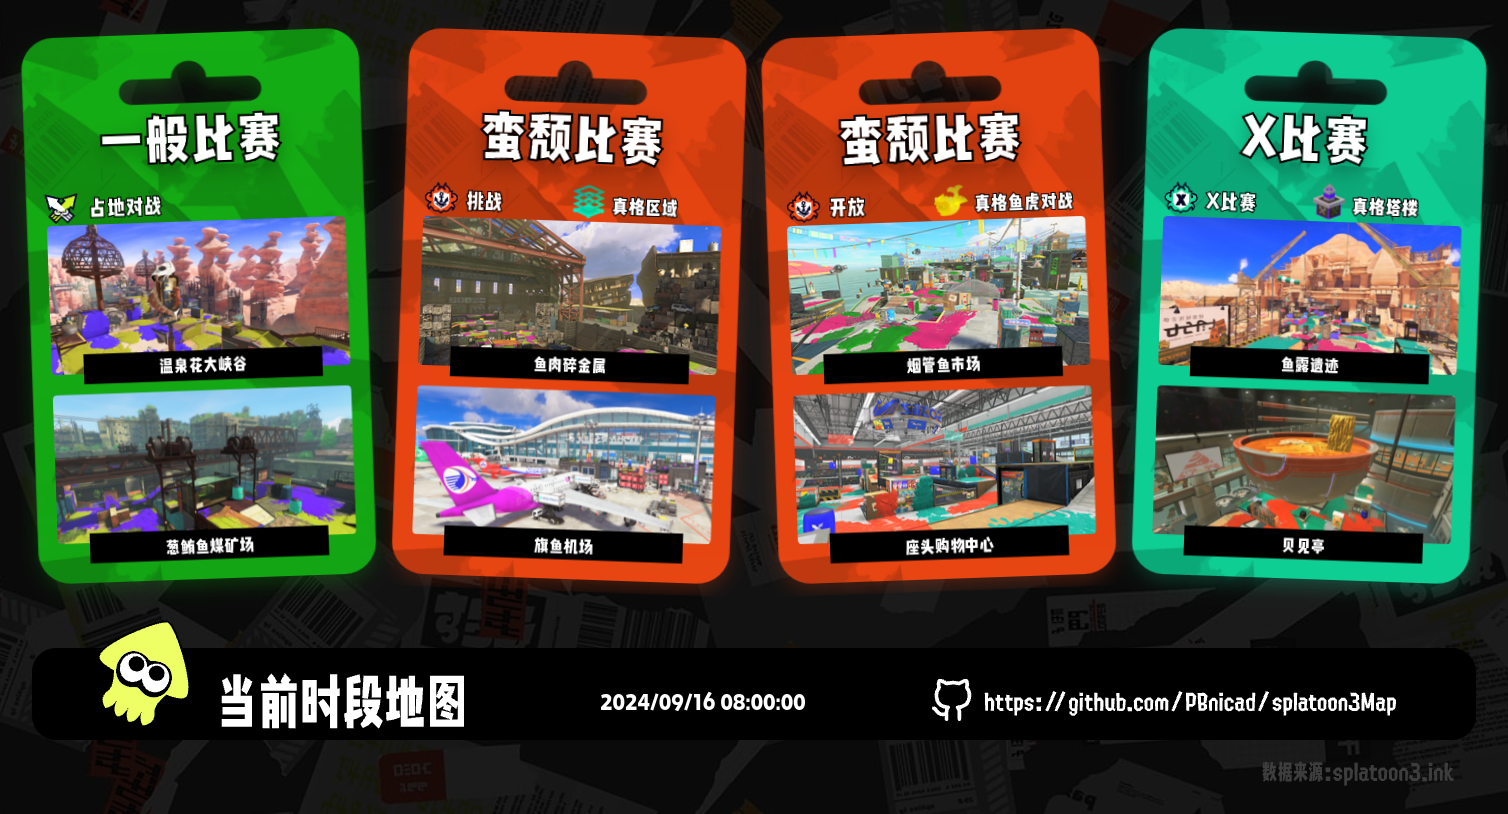 一般比赛
占地对战
温泉花大峡谷
葱鲔鱼煤矿场
蛮颓比赛
挑战
真格区域
鱼肉碎金属
旗鱼机场
蛮颓比赛
开放
真格鱼虎对战
烟管鱼市场
座头购物中心
X比赛
X比赛
真格塔楼
鱼露遗迹
贝见亭
当前时段地图
2024/09/16 08:00:00
https://github.com/PBnicad/splatoon3Map
数据来源:splatoon3.ink